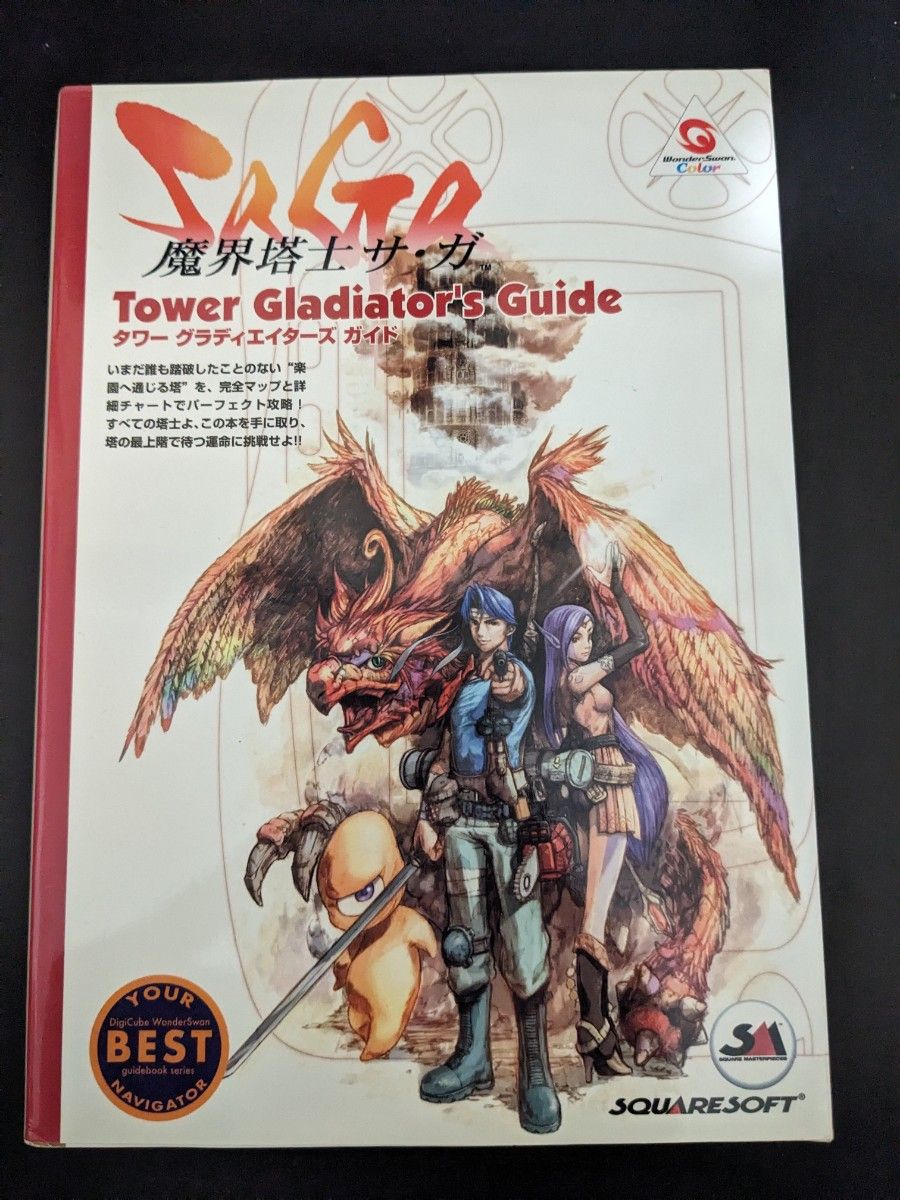 SaGa
WonderSwan
Color
魔界塔士 サ・ガ™
Tower Gladiator's Guide
タワー グラディエイターズ ガイド
いまだ誰も踏破したことのない“楽
園へ通じる塔”を、完全マップと詳
細チャートでパーフェクト攻略！
すべての塔士よ、この本を手に取り、
塔の最上階で待つ運命に挑戦せよ!!
YOUR
DigiCube WonderSwan
BEST
guidebook series
NAVIGATOR
SM
SQUARE MASTERPIECES
SQUARESOFT®